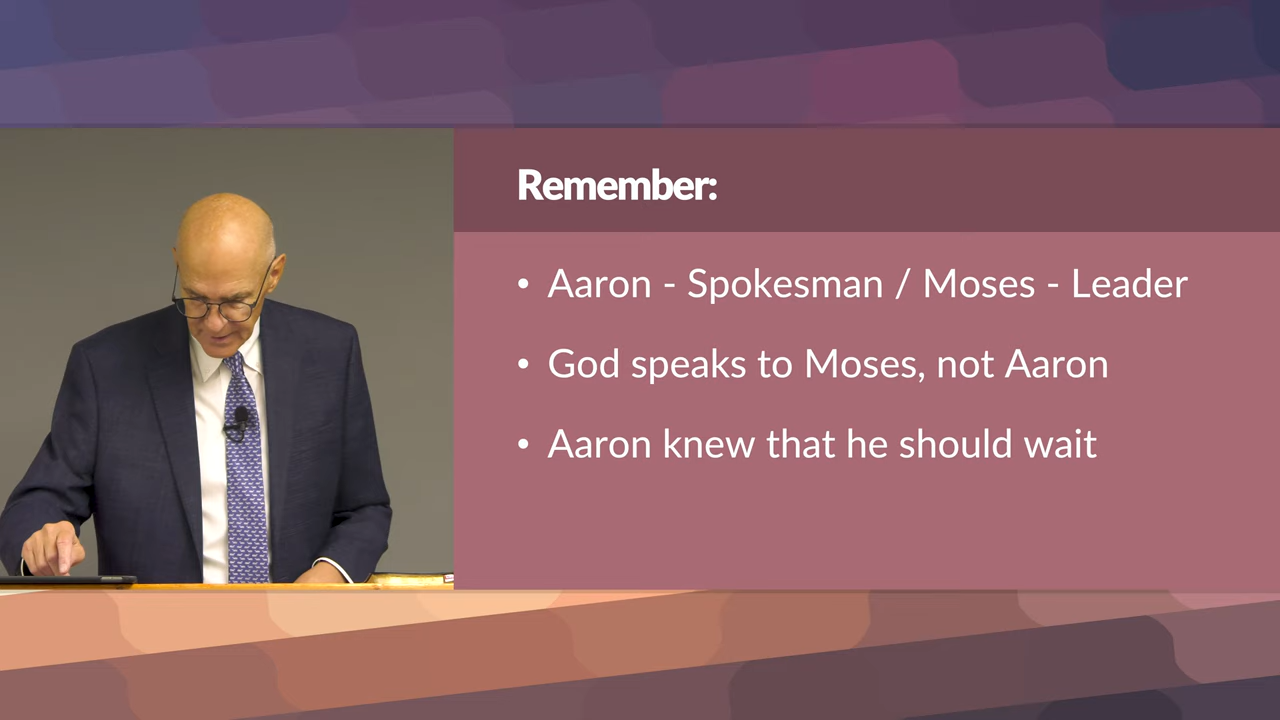 Remember:
• Aaron - Spokesman / Moses - Leader
• God speaks to Moses, not Aaron
• Aaron knew that he should wait